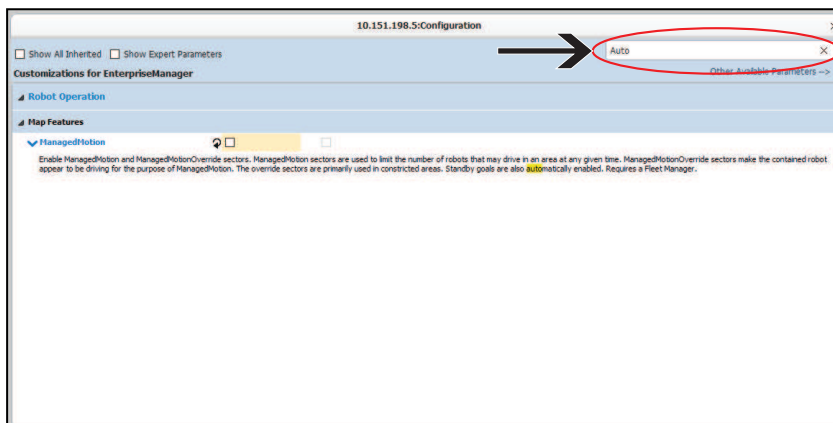 10.151.198.5:Configuration
Show All Inherited Show Expert Parameters Auto
Customizations for EnterpriseManager Other Available Parameters -->
Robot Operation
Map Features
ManagedMotion
Enable ManagedMotion and ManagedMotionOverride sectors. ManagedMotion sectors are used to limit the number of robots that may drive in an area at any given time. ManagedMotionOverride sectors make the contained robot
appear to be driving for the purpose of ManagedMotion. The override sectors are primarily used in constricted areas. Standby goals are also automatically enabled. Requires a Fleet Manager.